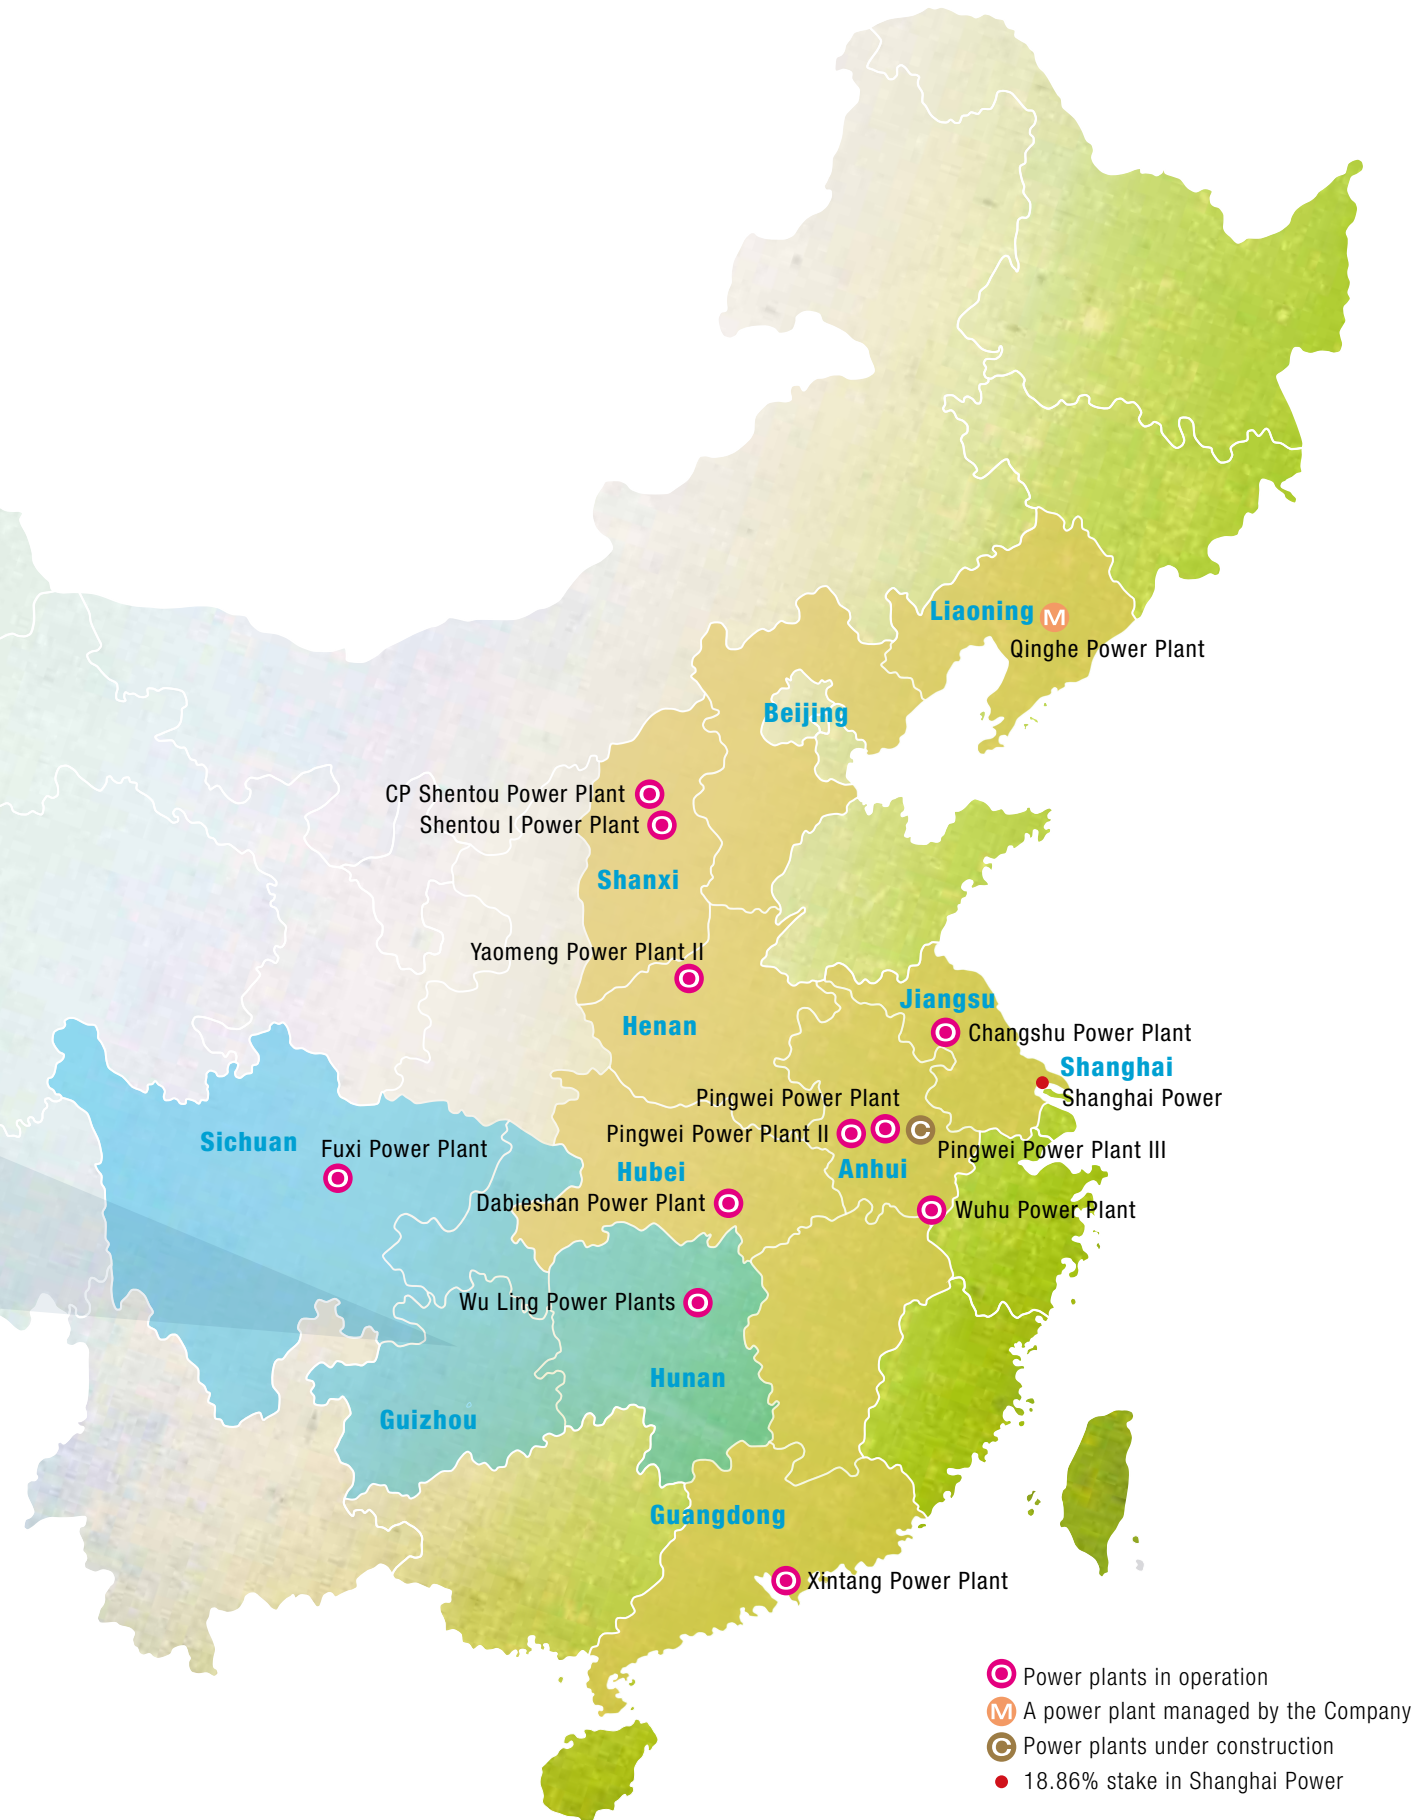 Liaoning
M
Qinghe Power Plant
Beijing
CP Shentou Power Plant
O
Shentou I Power Plant
O
Shanxi
Yaomeng Power Plant II
O
Henan
Jiangsu
O
Changshu Power Plant
Shanghai
Shanghai Power
Pingwei Power Plant
O
Pingwei Power Plant II
O
C
Pingwei Power Plant III
Sichuan
Fuxi Power Plant
O
Hubei
Anhui
Dabieshan Power Plant
O
O
Wuhu Power Plant
Wu Ling Power Plants
O
Hunan
Guizhou
Guangdong
O
Xintang Power Plant
O Power plants in operation
M A power plant managed by the Company
C Power plants under construction
18.86% stake in Shanghai Power